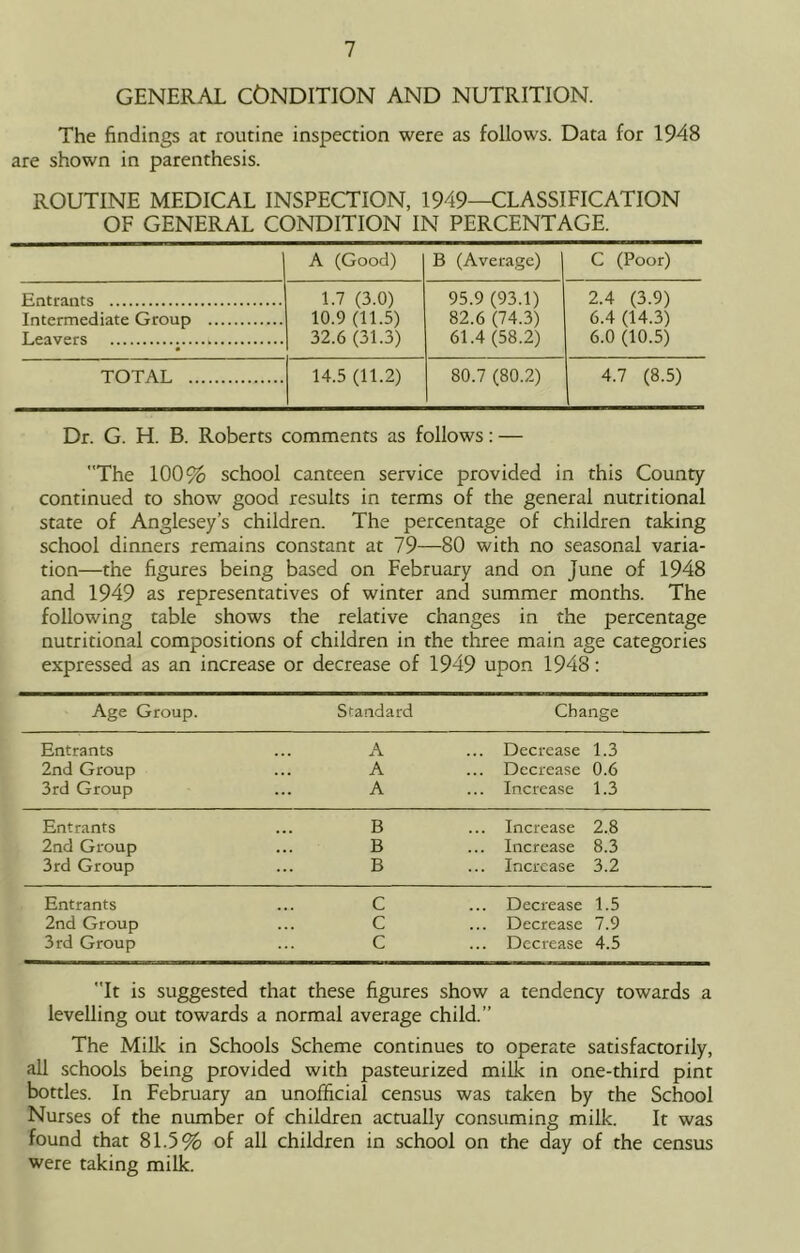 7
GENERAL CONDITION AND NUTRITION.
The findings at routine inspection were as follows. Data for 1948
are shown in parenthesis.
ROUTINE MEDICAL INSPECTION, 1949—CLASSIFICATION
OF GENERAL CONDITION IN PERCENTAGE.
A (Good) B (Average) C (Poor)
Entrants .............................. 1.7 (3.0) 95.9 (93.1) 2.4 (3.9)
Intermediate Group ............. 10.9 (11.5) 82.6 (74.3) 6.4 (14.3)
Leavers .............................. 32.6 (31.3) 61.4 (58.2) 6.0 (10.5)
TOTAL ................ 14.5 (11.2) 80.7 (80.2) 4.7 (8.5)
Dr. G. H. B. Roberts comments as follows: —
"The 100% school canteen service provided in this County
continued to show good results in terms of the general nutritional
state of Anglesey's children. The percentage of children taking
school dinners remains constant at 79—80 with no seasonal varia-
tion—the figures being based on February and on June of 1948
and 1949 as representatives of winter and summer months. The
following table shows the relative changes in the percentage
nutritional compositions of children in the three main age categories
expressed as an increase or decrease of 1949 upon 1948:
Age Group. Standard Change
Entrants ... A ... Decrease 1.3
2nd Group ... A ... Decrease 0.6
3rd Group ... A ... Increase 1.3
Entrants ... B ... Increase 2.8
2nd Group ... B ... Increase 8.3
3rd Group ... B ... Increase 3.2
Entrants ... C ... Decrease 1.5
2nd Group ... C ... Decrease 7.9
3rd Group ... C ... Decrease 4.5
"It is suggested that these figures show a tendency towards a
levelling out towards a normal average child."
The Milk in Schools Scheme continues to operate satisfactorily,
all schools being provided with pasteurized milk in one-third pint
bottles. In February an unofficial census was taken by the School
Nurses of the number of children actually consuming milk. It was
found that 81.5% of all children in school on the day of the census
were taking milk.